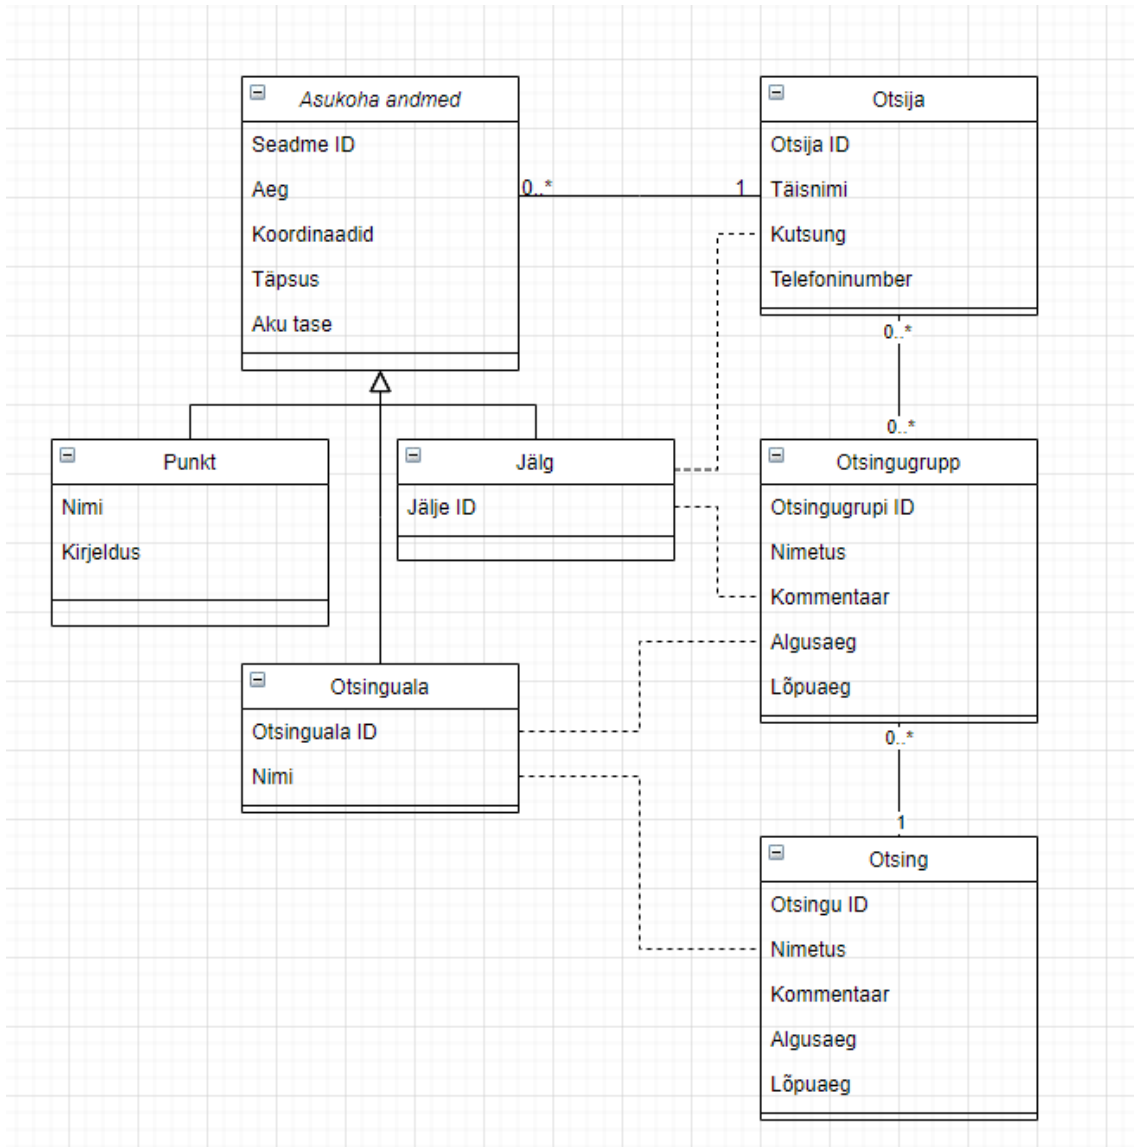 Asukoha andmed
Seadme ID
Aeg
Koordinaadid
Täpsus
Aku tase
Otsija
Otsija ID
Täisnimi
Kutsung
Telefoninumber
0..*
1
0..*
0..*
Punkt
Nimi
Kirjeldus
Jälg
Jälje ID
Otsingugrupp
Otsingugrupi ID
Nimetus
Kommentaar
Algusaeg
Lõpuaeg
Otsinguala
Otsinguala ID
Nimi
0..*
1
Otsing
Otsingu ID
Nimetus
Kommentaar
Algusaeg
Lõpuaeg